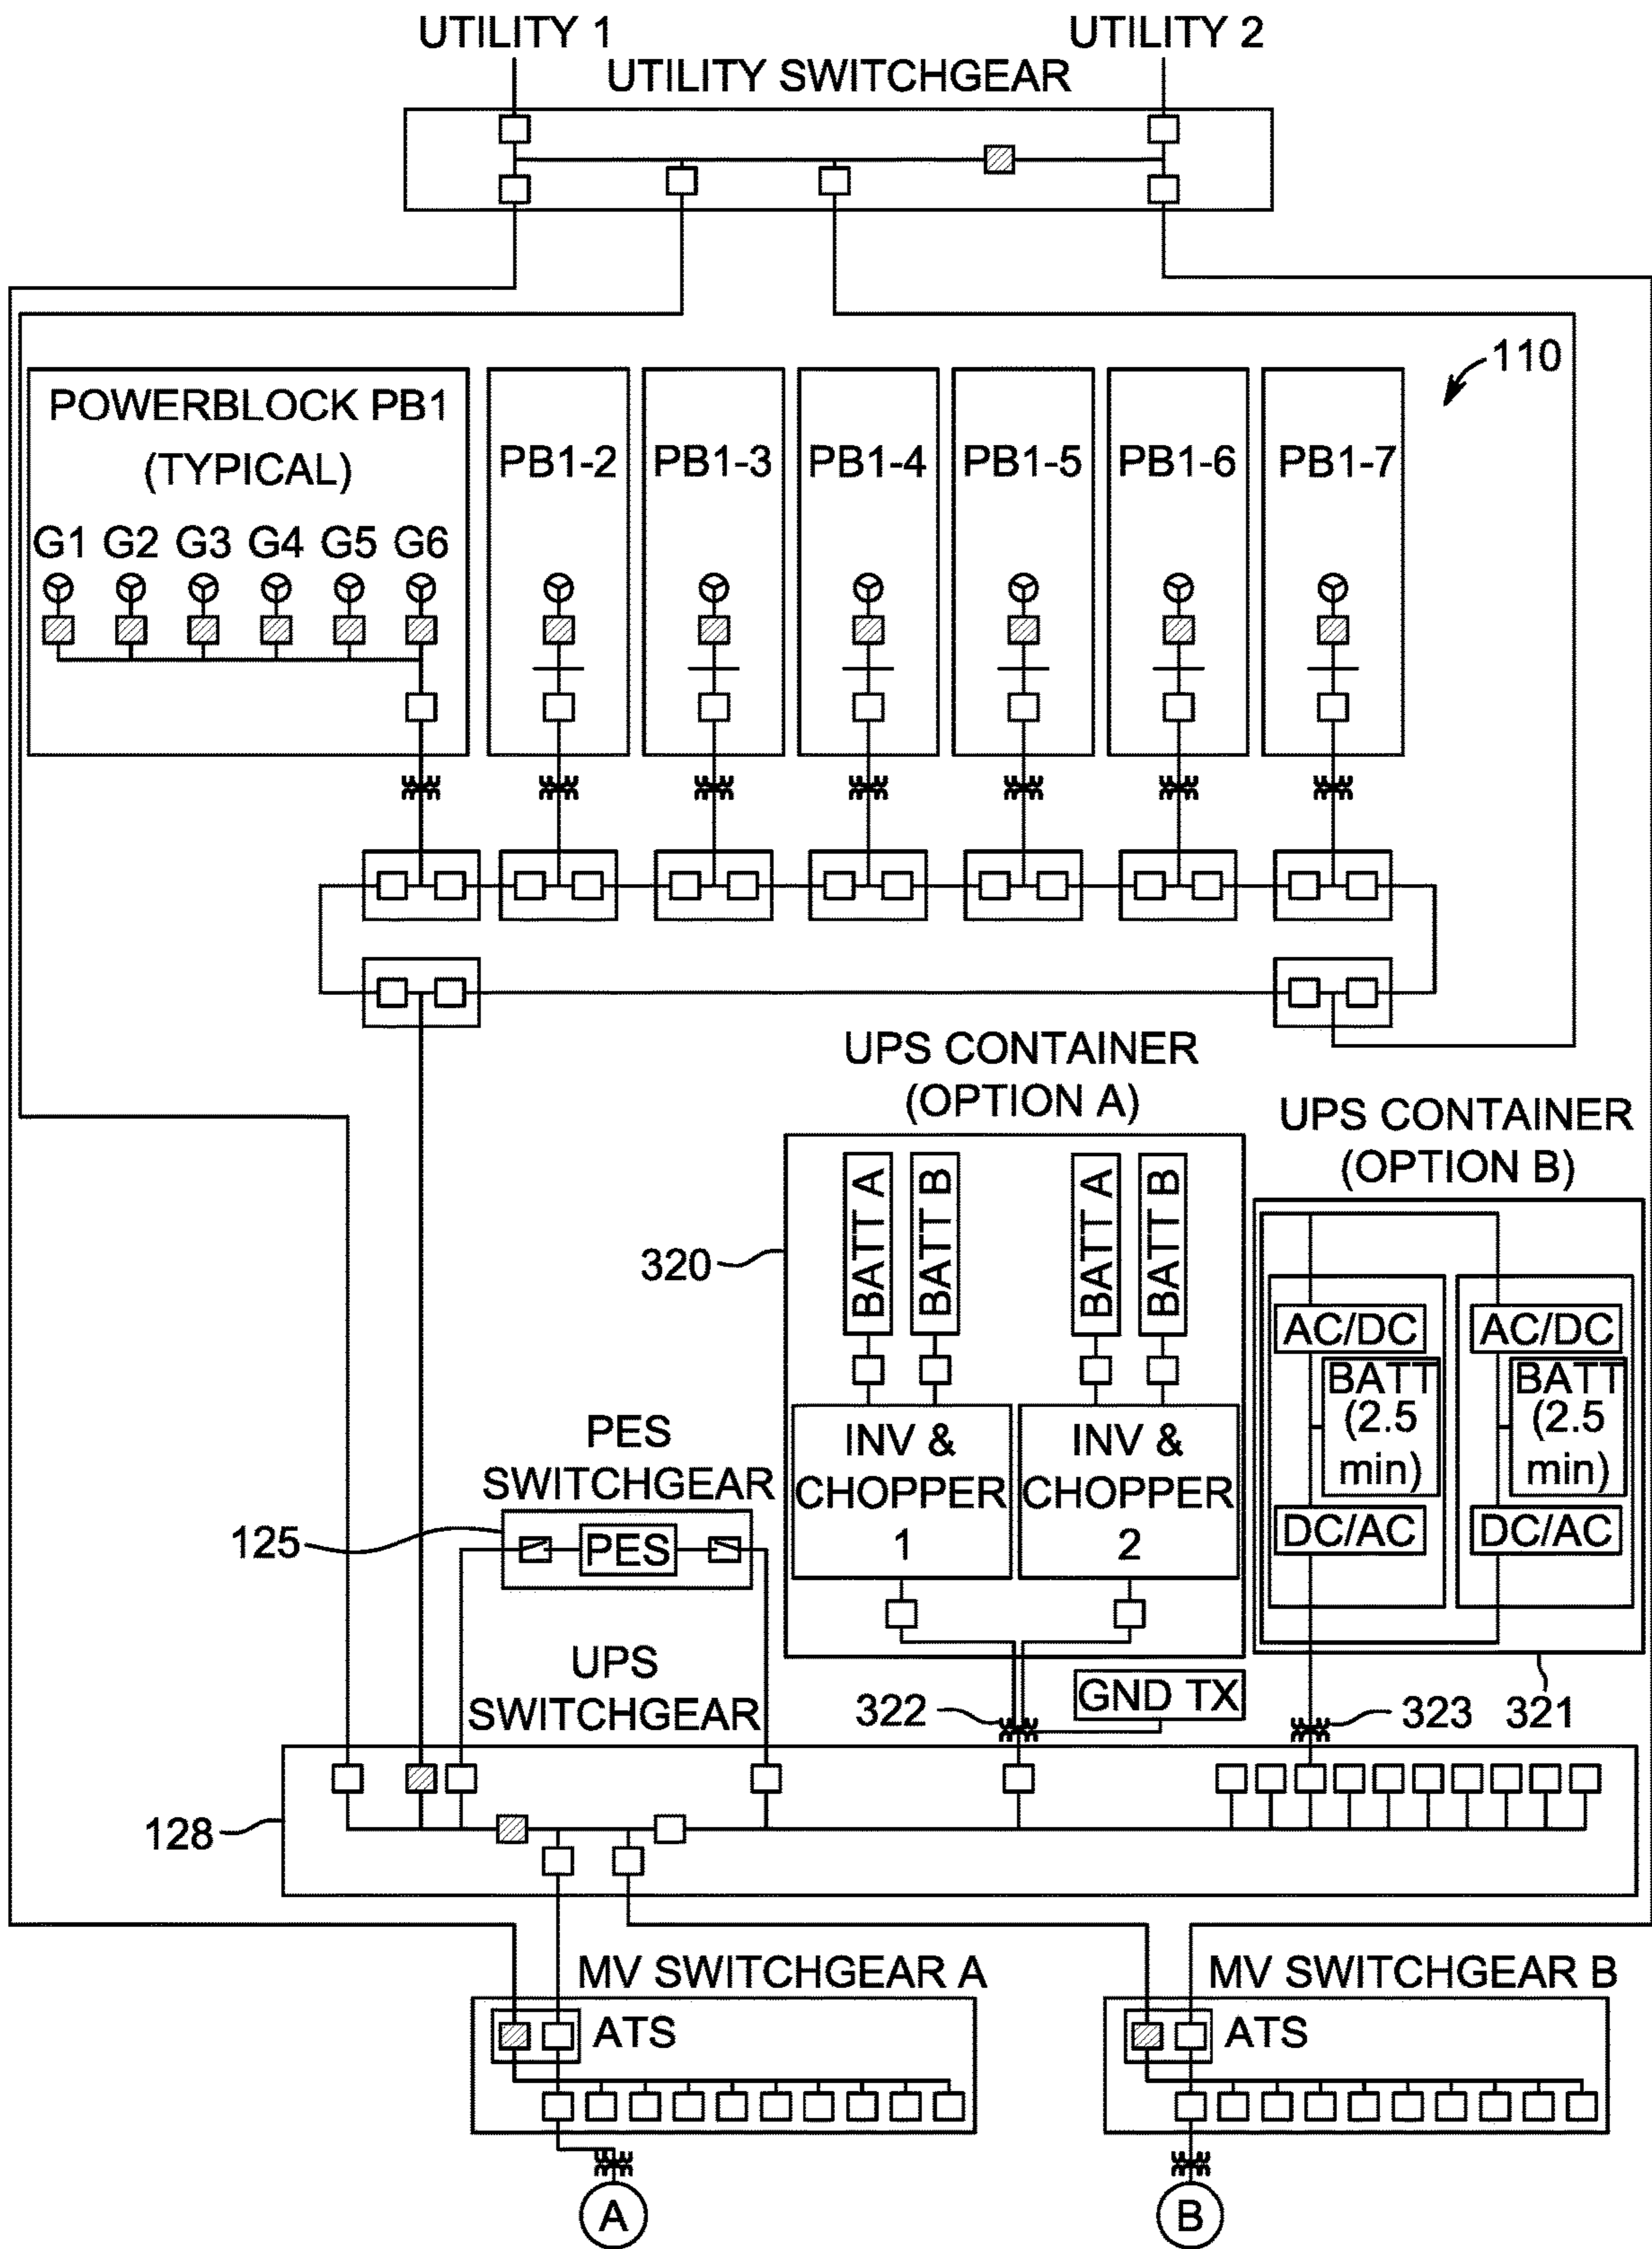 UTILITY 1
UTILITY 2
UTILITY SWITCHGEAR
110
POWERBLOCK PB1
(TYPICAL)
G1 G2 G3 G4 G5 G6
PB1-2
PB1-3
PB1-4
PB1-5
PB1-6
PB1-7
UPS CONTAINER
(OPTION A)
UPS CONTAINER
(OPTION B)
320
BATT A
BATT B
BATT A
BATT B
INV &
CHOPPER
1
INV &
CHOPPER
2
AC/DC
BATT
(2.5
min)
DC/AC
AC/DC
BATT
(2.5
min)
DC/AC
PES
SWITCHGEAR
125
PES
UPS
SWITCHGEAR
GND TX
322
323
321
128
MV SWITCHGEAR A
ATS
MV SWITCHGEAR B
ATS
A
B